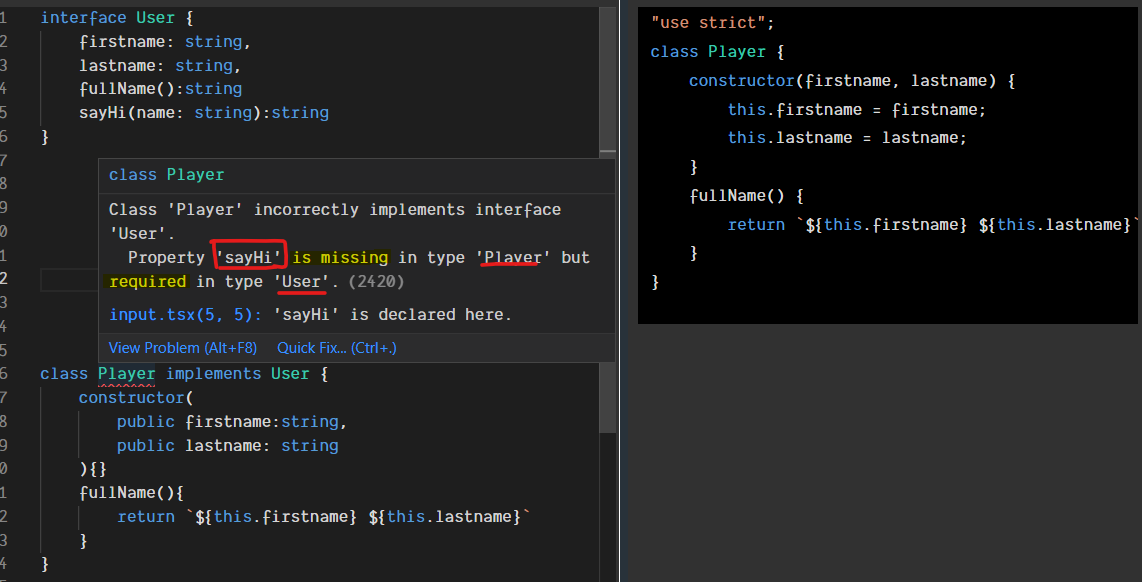 1 interface User {
2 firstname: string,
3 lastname: string,
4 fullName():string
5 sayHi(name: string):string
6 }
7
8
9
0
1
2
3
4
5
class Player
Class 'Player' incorrectly implements interface
'User'.
Property 'sayHi' is missing in type 'Player' but
required in type 'User'. (2420)
input.tsx(5, 5): 'sayHi' is declared here.
View Problem (Alt+F8) Quick Fix... (Ctrl+.)
6 class Player implements User {
7 constructor(
8 public firstname:string,
9 public lastname: string
0 ){}
1 fullName(){
2 return `${this.firstname} ${this.lastname}`
3 }
4 }
"use strict";
class Player {
constructor(firstname, lastname) {
this.firstname = firstname;
this.lastname = lastname;
}
fullName() {
return `${this.firstname} ${this.lastname}`
}
}